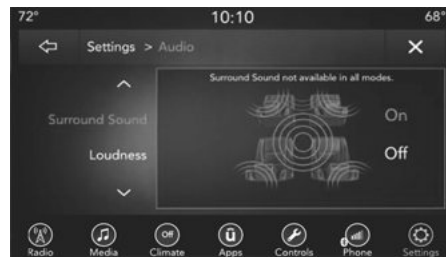 72° 10:10 68°
Settings > Audio
Surround Sound not available in all modes.
Surround Sound
On
Loudness
Off
Off
Radio Media Climate Apps Controls Phone Settings